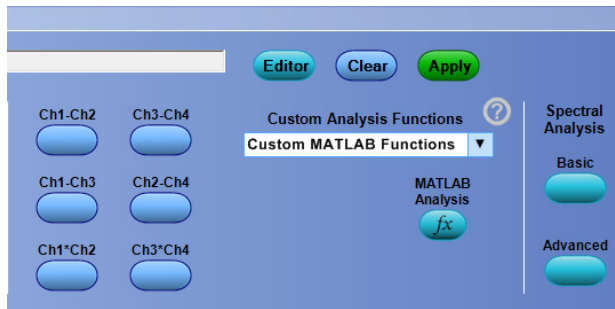 Editor Clear Apply
Ch1-Ch2 Ch3-Ch4
Custom Analysis Functions ?
Custom MATLAB Functions ▼
Spectral
Analysis
Basic
Ch1-Ch3 Ch2-Ch4
MATLAB
Analysis
fx
Ch1*Ch2 Ch3*Ch4
Advanced